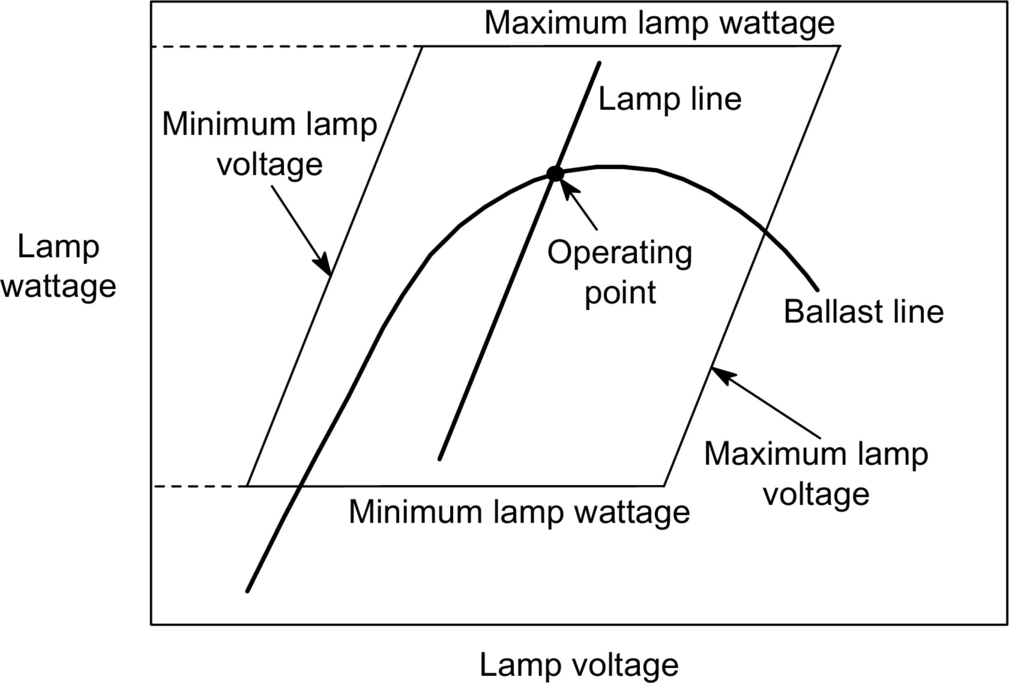 Maximum lamp wattage
Lamp line
Minimum lamp
voltage
Lamp
wattage
Operating
point
Ballast line
Maximum lamp
voltage
Minimum lamp wattage
Lamp voltage